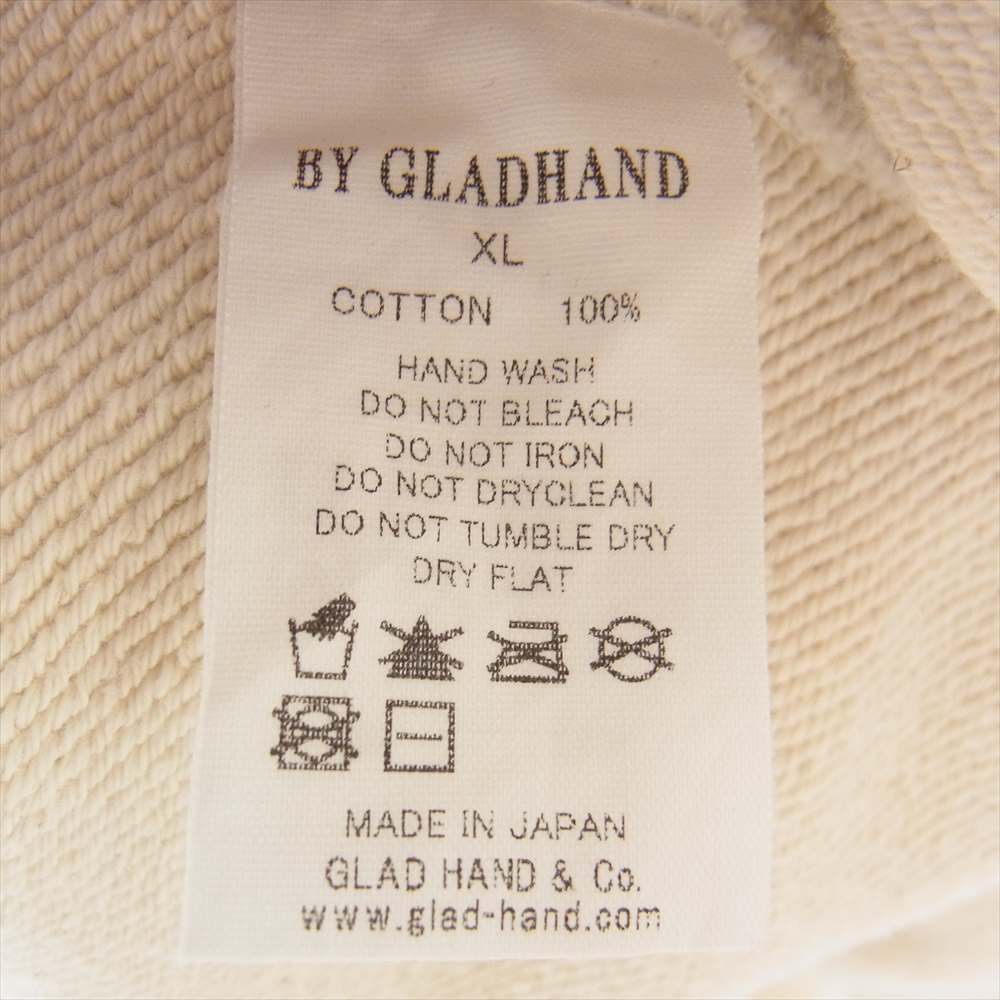 BY GLADHAND
XL
COTTON 100%
HAND WASH
DO NOT BLEACH
DO NOT IRON
DO NOT DRYCLEAN
DO NOT TUMBLE DRY
DRY FLAT
MADE IN JAPAN
GLAD HAND & Co.
www.glad-hand.com